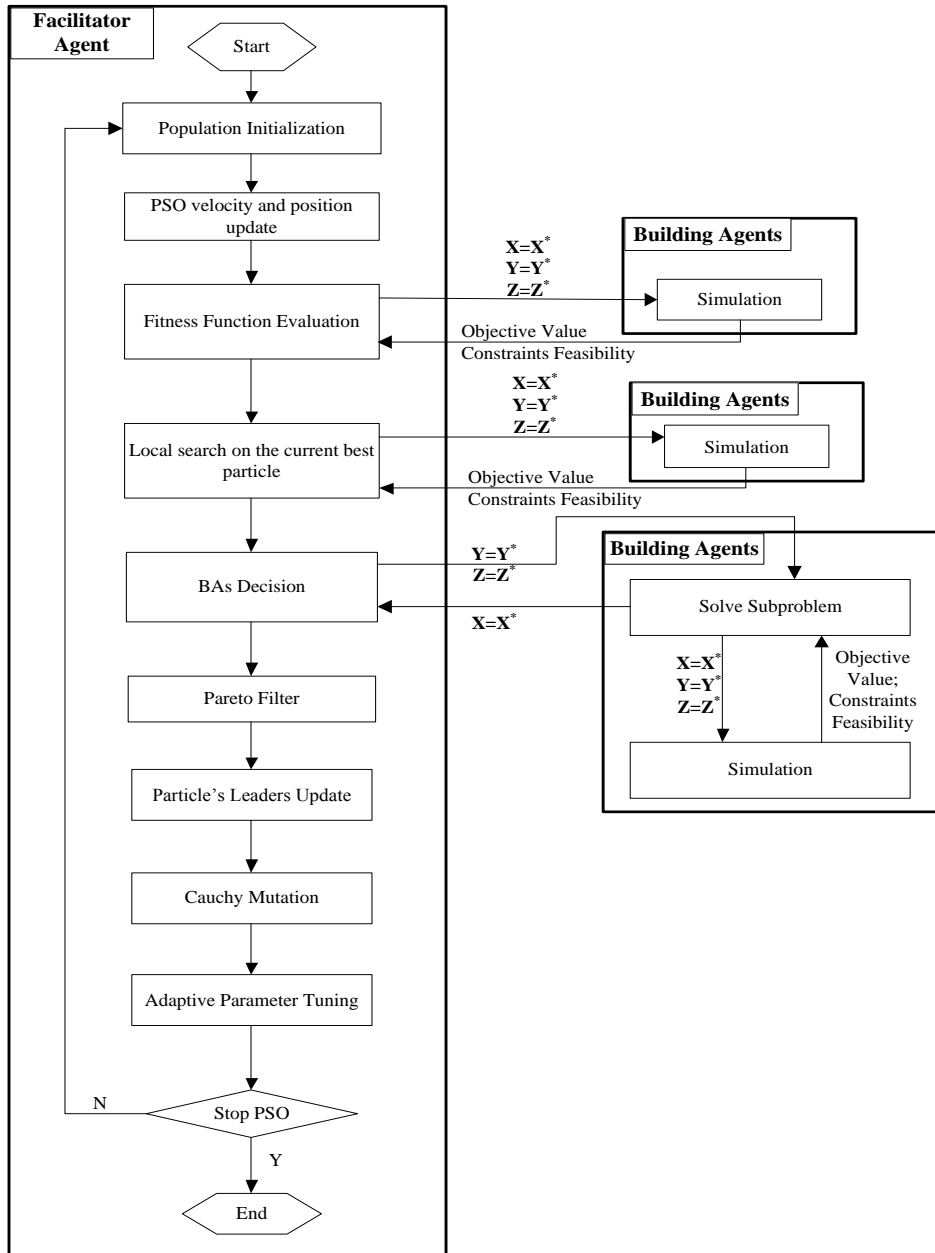 Facilitator
Agent
Start
Population Initialization
PSO velocity and position
update
Building Agents
X=X*
Y=Y*
Z=Z*
Simulation
Fitness Function Evaluation
Objective Value
Constraints Feasibility
X=X*
Y=Y*
Z=Z*
Building Agents
Simulation
Local search on the current best
particle
Objective Value
Constraints Feasibility
Building Agents
Y=Y*
Z=Z*
BAs Decision
Solve Subproblem
X=X*
X=X*
Y=Y*
Z=Z*
Objective
Value;
Constraints
Feasibility
Pareto Filter
Simulation
Particle’s Leaders Update
Cauchy Mutation
Adaptive Parameter Tuning
N
Stop PSO
Y
End